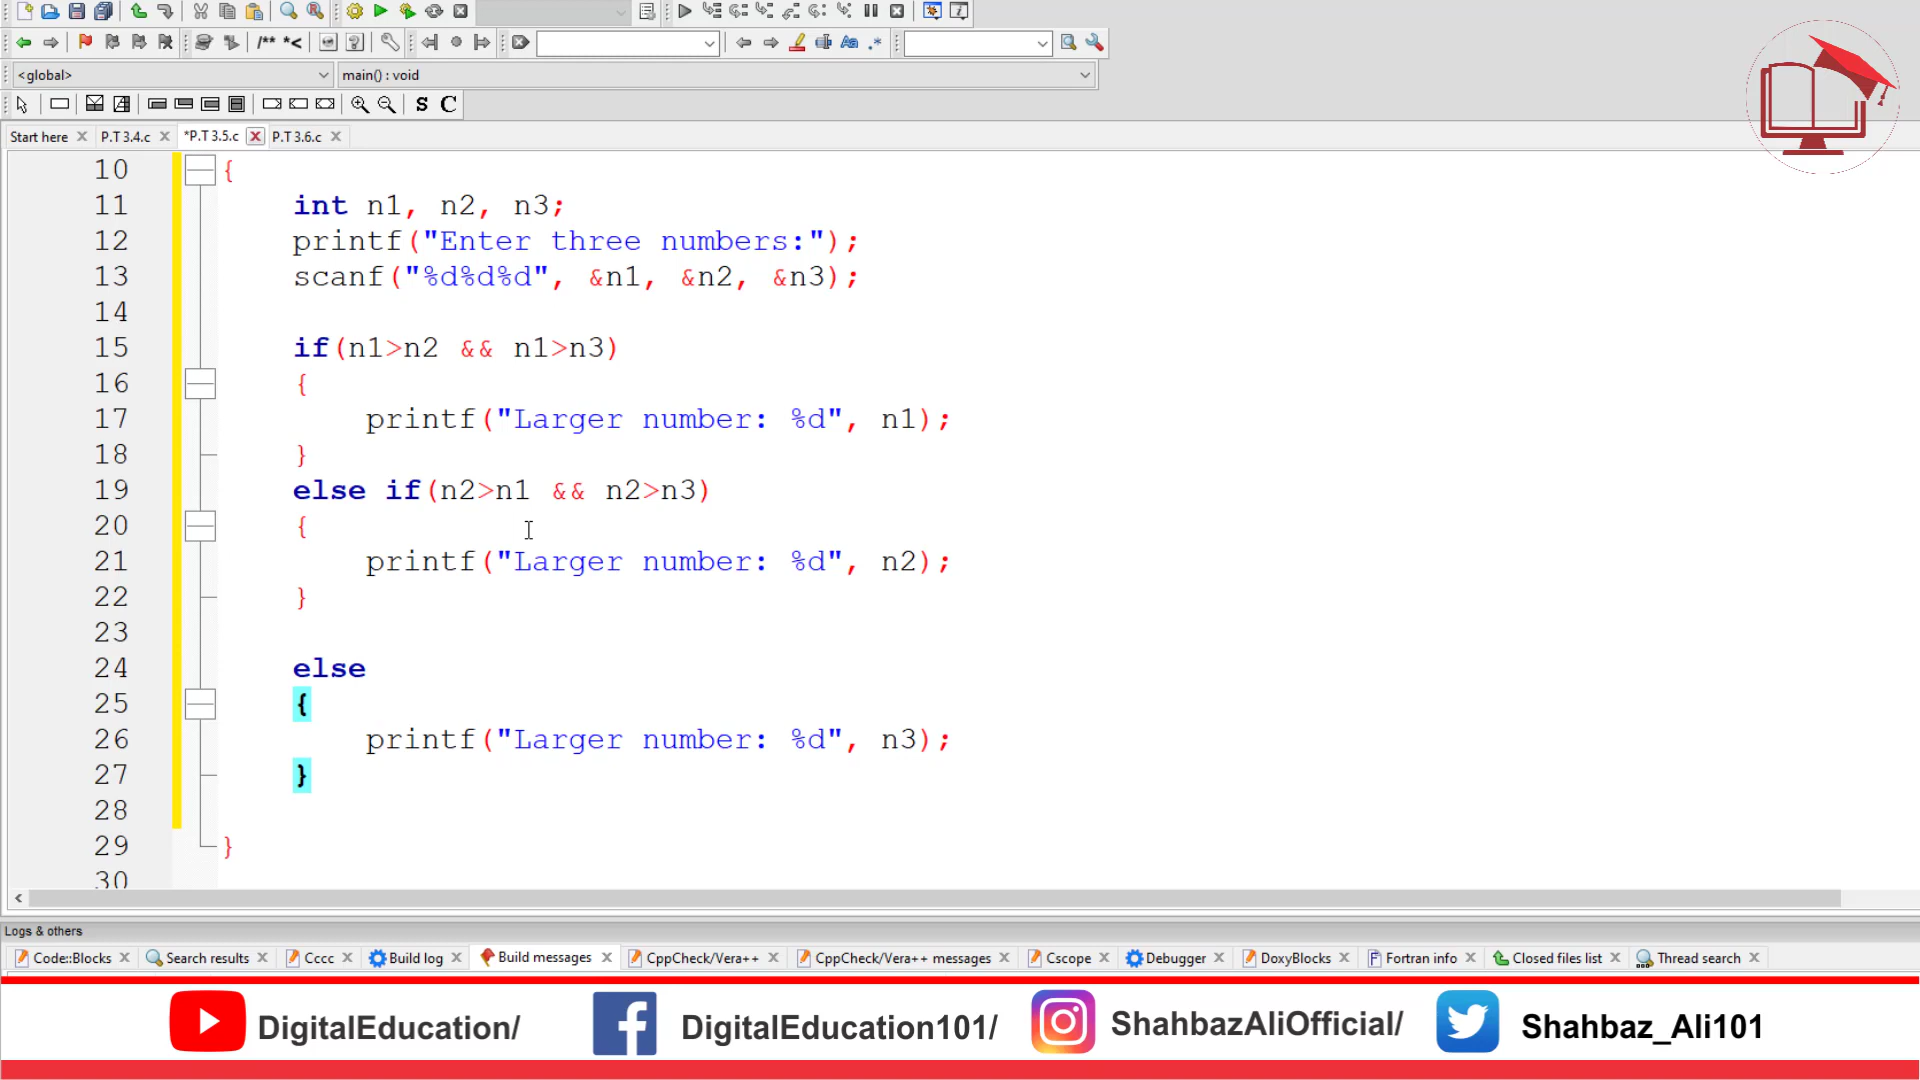 <global>
main() : void
S C
Start here
P.T 3.4.c
*P.T 3.5.c
P.T 3.6.c
10 {
11 int n1, n2, n3;
12 printf("Enter three numbers:");
13 scanf("%d%d%d", &n1, &n2, &n3);
14
15 if(n1>n2 && n1>n3)
16 {
17 printf("Larger number: %d", n1);
18 }
19 else if(n2>n1 && n2>n3)
20 {
21 printf("Larger number: %d", n2);
22 }
23
24 else
25 {
26 printf("Larger number: %d", n3);
27 }
28
29 }
30
Logs & others
Code::Blocks
Search results
Cccc
Build log
Build messages
CppCheck/Vera++
CppCheck/Vera++ messages
Cscope
Debugger
DoxyBlocks
Fortran info
Closed files list
Thread search
DigitalEducation/
DigitalEducation101/
ShahbazAliOfficial/
Shahbaz_Ali101